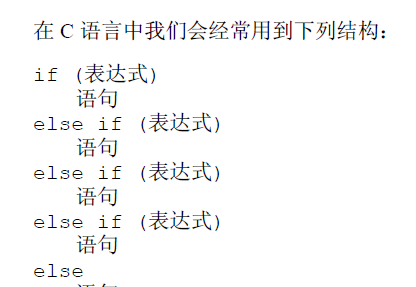 在 C 语言中我们会经常用到下列结构：
if (表达式)
语句
else if (表达式)
语句
else if (表达式)
语句
else if (表达式)
语句
else